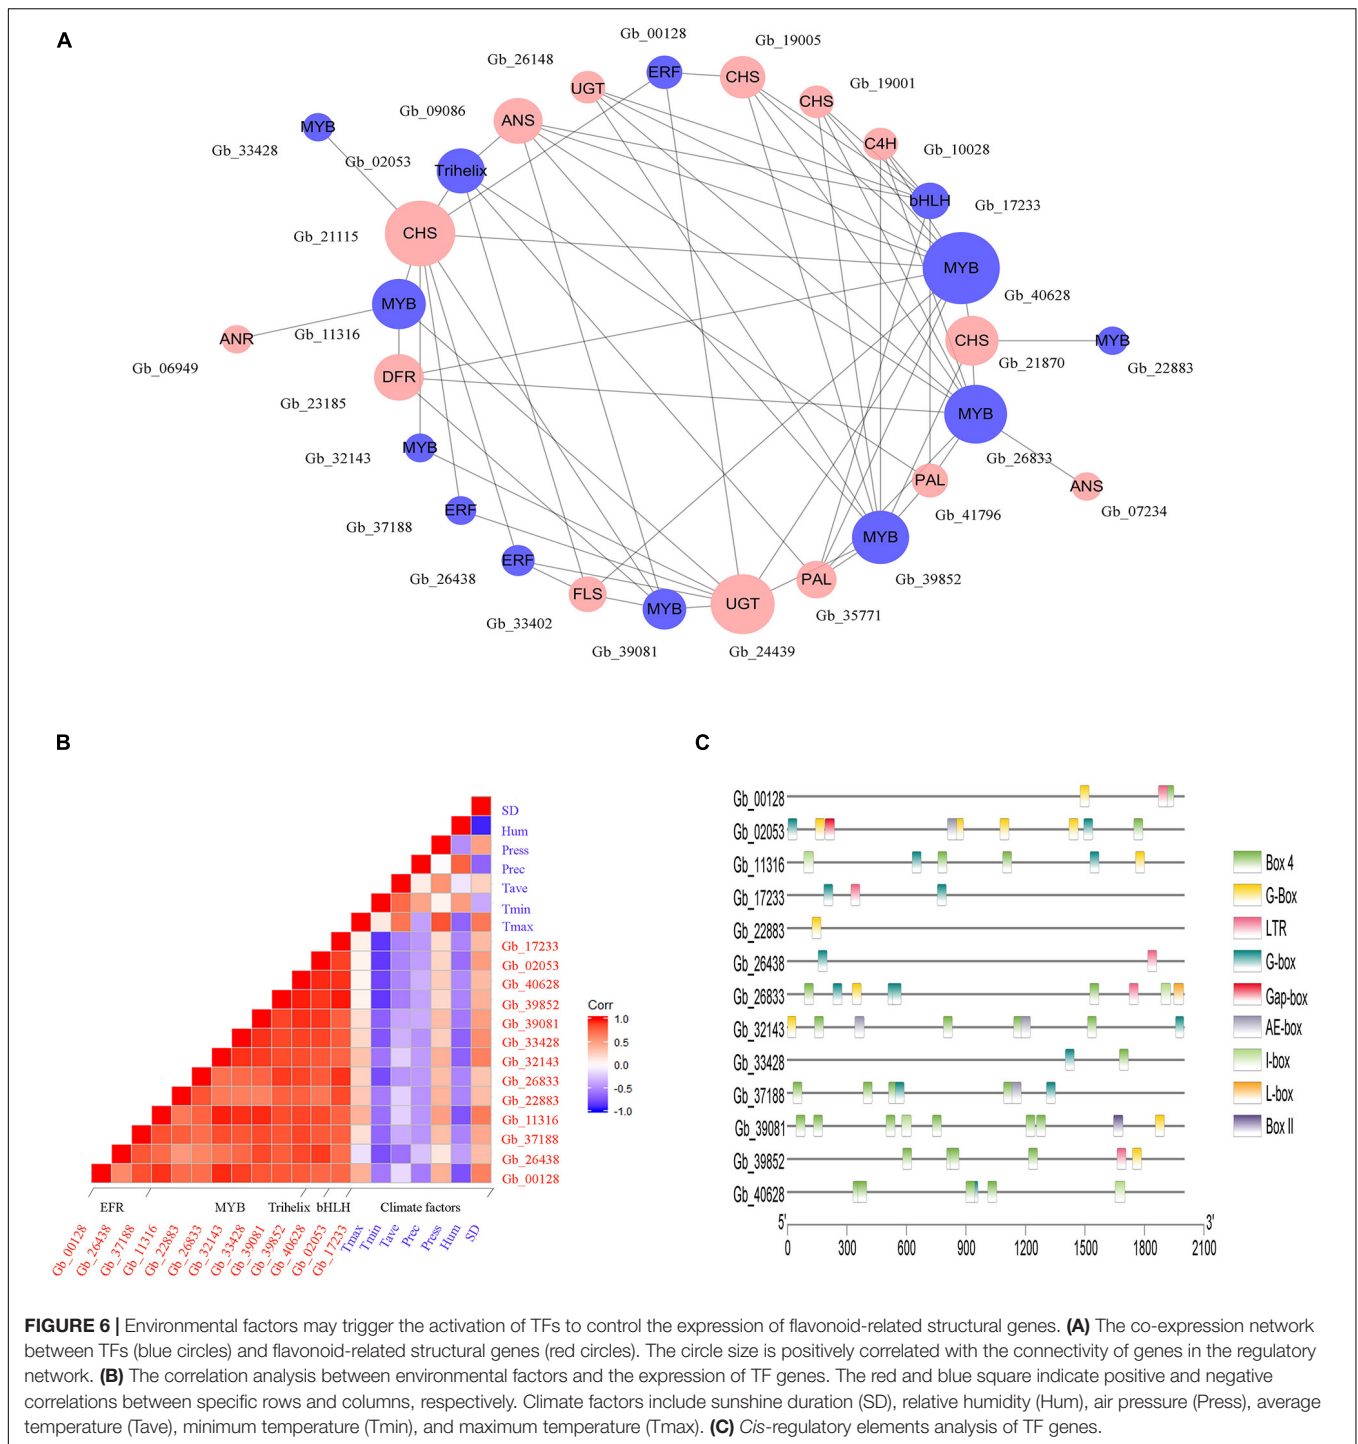 A
Gb_00128
Gb_19005
Gb_26148
ERF
CHS
Gb_19001
UGT
CHS
Gb_09086
ANS
MYB
C4H
Gb_10028
Gb_33428
Gb_02053
Trihelix
bHLH
Gb_17233
Gb_21115
CHS
MYB
Gb_40628
MYB
ANR
Gb_11316
CHS
MYB
Gb_06949
Gb_21870
Gb_22883
DFR
Gb_23185
MYB
MYB
Gb_32143
Gb_26833
PAL
ANS
ERF
Gb_41796
Gb_07234
Gb_37188
MYB
ERF
Gb_26438
PAL
Gb_39852
FLS
MYB
UGT
Gb_33402
Gb_35771
Gb_39081
Gb_24439
B
SD
Hum
Press
Prec
Tave
Tmin
Tmax
Gb_17233
Gb_02053
Gb_40628
Gb_39852
Gb_39081
Gb_33428
Gb_32143
Gb_26833
Gb_22883
Gb_11316
Gb_37188
Gb_26438
Gb_00128
Corr
1.0
0.5
0.0
-0.5
-1.0
EFR MYB Trihelix bHLH Climate factors
Gb_00128 Gb_26438 Gb_37188 Gb_11316 Gb_22883 Gb_26833 Gb_32143 Gb_33428 Gb_39081 Gb_39852 Gb_40628 Gb_02053 Gb_17233 Tmax Tmin Tave Prec Press Hum SD
C
Gb_00128
Gb_02053
Gb_11316
Gb_17233
Gb_22883
Gb_26438
Gb_26833
Gb_32143
Gb_33428
Gb_37188
Gb_39081
Gb_39852
Gb_40628
5' 3'
0 300 600 900 1200 1500 1800 2100
Box 4
G-Box
LTR
G-box
Gap-box
AE-box
I-box
L-box
Box II
FIGURE 6 | Environmental factors may trigger the activation of TFs to control the expression of flavonoid-related structural genes. (A) The co-expression network
between TFs (blue circles) and flavonoid-related structural genes (red circles). The circle size is positively correlated with the connectivity of genes in the regulatory
network. (B) The correlation analysis between environmental factors and the expression of TF genes. The red and blue square indicate positive and negative
correlations between specific rows and columns, respectively. Climate factors include sunshine duration (SD), relative humidity (Hum), air pressure (Press), average
temperature (Tave), minimum temperature (Tmin), and maximum temperature (Tmax). (C) Cis-regulatory elements analysis of TF genes.